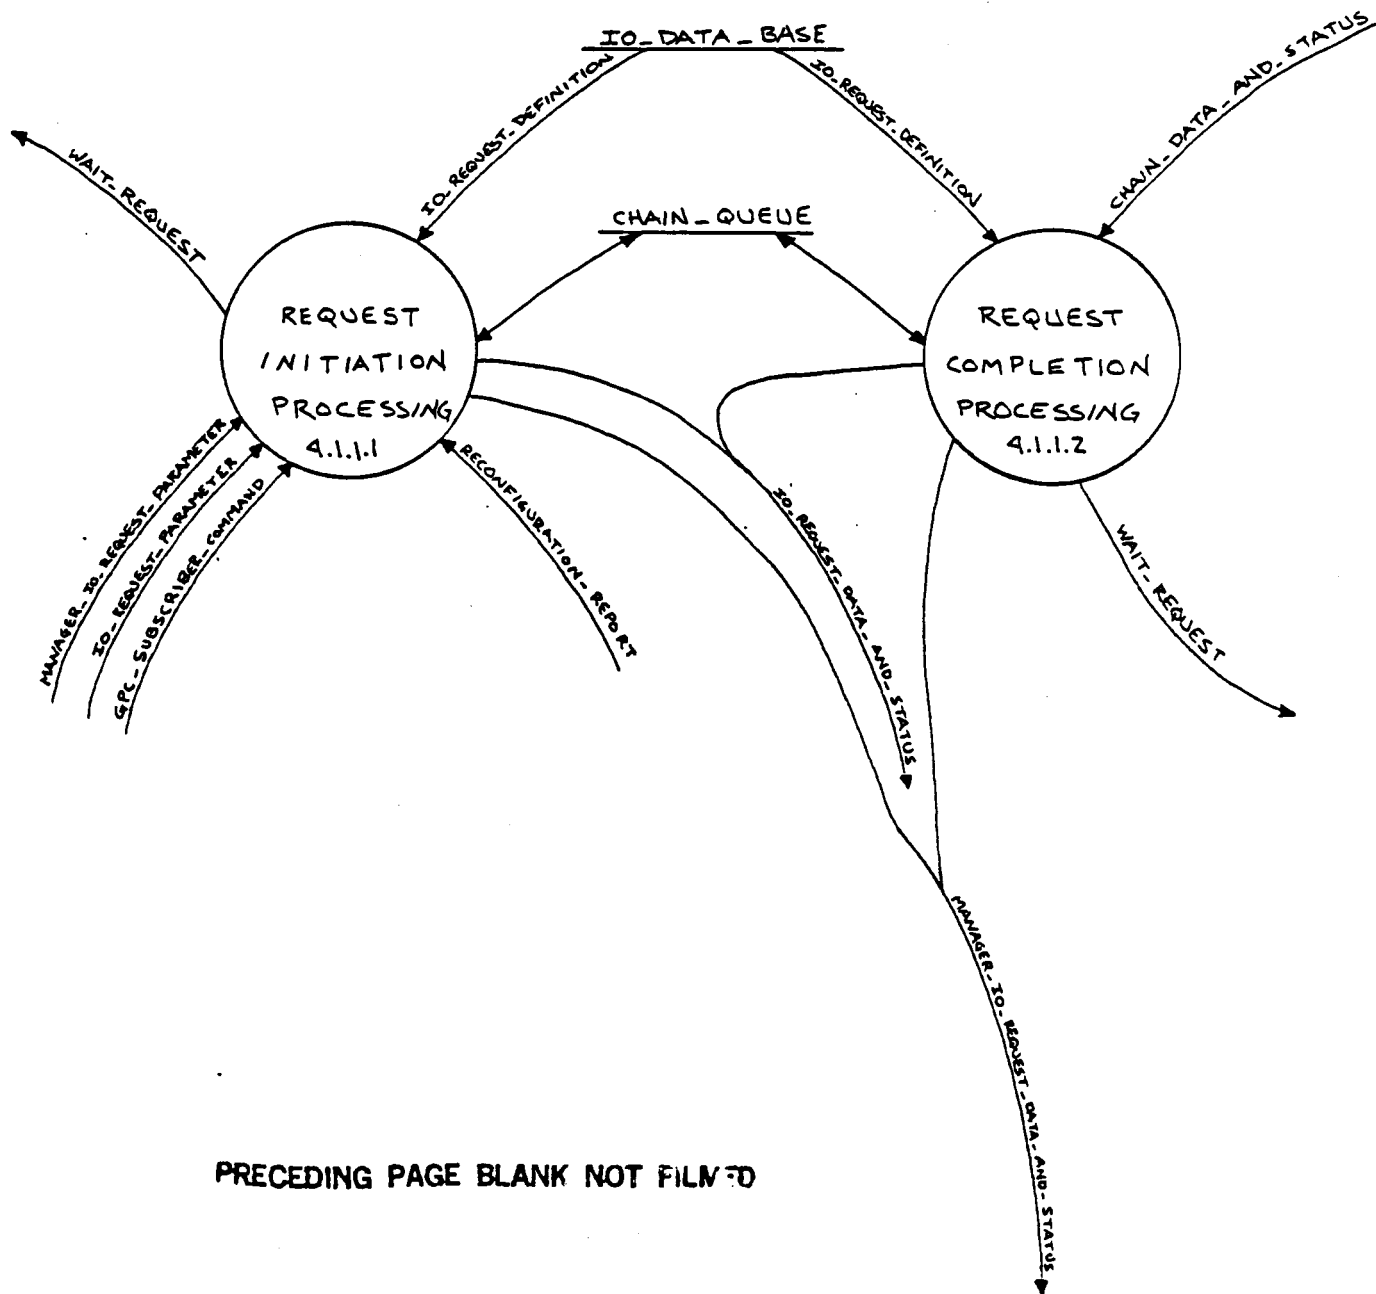 IO_DATA_BASE
IO_REQUEST_DEFINITION
IO_REQUEST_DEFINITION
CHAIN_DATA_AND_STATUS
WAIT_REQUEST
CHAIN_QUEUE
REQUEST
INITIATION
PROCESSING
4.1.1.1
REQUEST
COMPLETION
PROCESSING
4.1.1.2
MANAGER_IO_REQUEST_PARAMETER
IO_REQUEST_PARAMETER
GPC_SUBSCRIBER_COMMAND
RECONFIGURATION_REPORT
IO_REQUEST_DATA_AND_STATUS
WAIT_REQUEST
MANAGER_IO_REQUEST_DATA_AND_STATUS
PRECEDING PAGE BLANK NOT FILMED